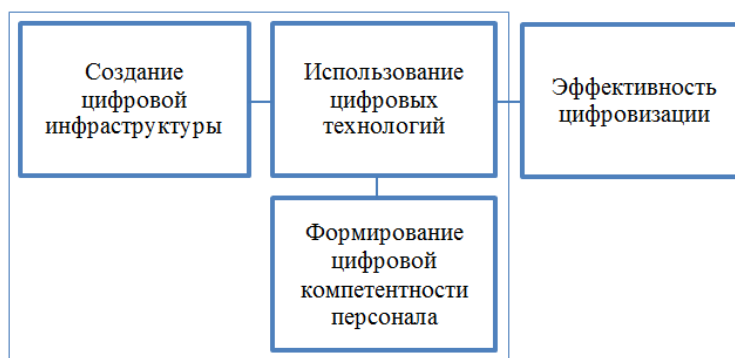 Создание
цифровой
инфраструктуры
Использование
цифровых
технологий
Эффективность
цифровизации
Формирование
цифровой
компетентности
персонала